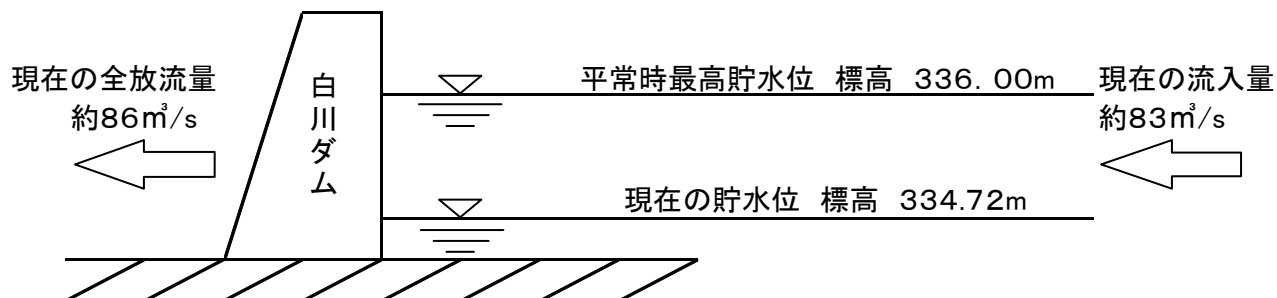 現在の全放流量
約86㎥/s
白川ダム
平常時最高貯水位 標高 336.00m
現在の流入量
約83㎥/s
現在の貯水位 標高 334.72m